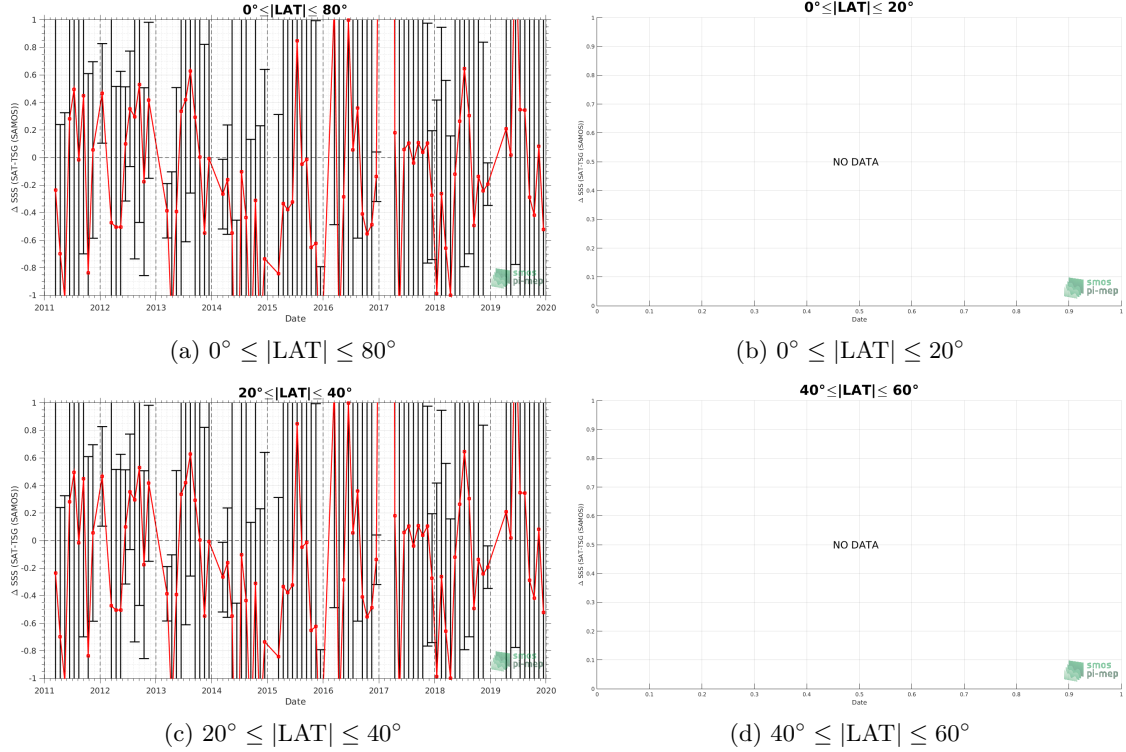 0°≤|LAT|≤ 80°
1
0.8
0.6
0.4
0.2
0
-0.2
-0.4
-0.6
-0.8
-1
Δ SSS (SAT-TSG (SAMOS))
2011 2012 2013 2014 2015 2016 2017 2018 2019 2020
Date
smos
pi-mep
(a) 0° ≤ |LAT| ≤ 80°
0°≤|LAT|≤ 20°
1
0.9
0.8
0.7
0.6
0.5
0.4
0.3
0.2
0.1
0
Δ SSS (SAT-TSG (SAMOS))
NO DATA
0 0.1 0.2 0.3 0.4 0.5 0.6 0.7 0.8 0.9 1
Date
smos
pi-mep
(b) 0° ≤ |LAT| ≤ 20°
20°≤|LAT|≤ 40°
1
0.8
0.6
0.4
0.2
0
-0.2
-0.4
-0.6
-0.8
-1
Δ SSS (SAT-TSG (SAMOS))
2011 2012 2013 2014 2015 2016 2017 2018 2019 2020
Date
smos
pi-mep
(c) 20° ≤ |LAT| ≤ 40°
40°≤|LAT|≤ 60°
1
0.9
0.8
0.7
0.6
0.5
0.4
0.3
0.2
0.1
0
Δ SSS (SAT-TSG (SAMOS))
NO DATA
0 0.1 0.2 0.3 0.4 0.5 0.6 0.7 0.8 0.9 1
Date
smos
pi-mep
(d) 40° ≤ |LAT| ≤ 60°